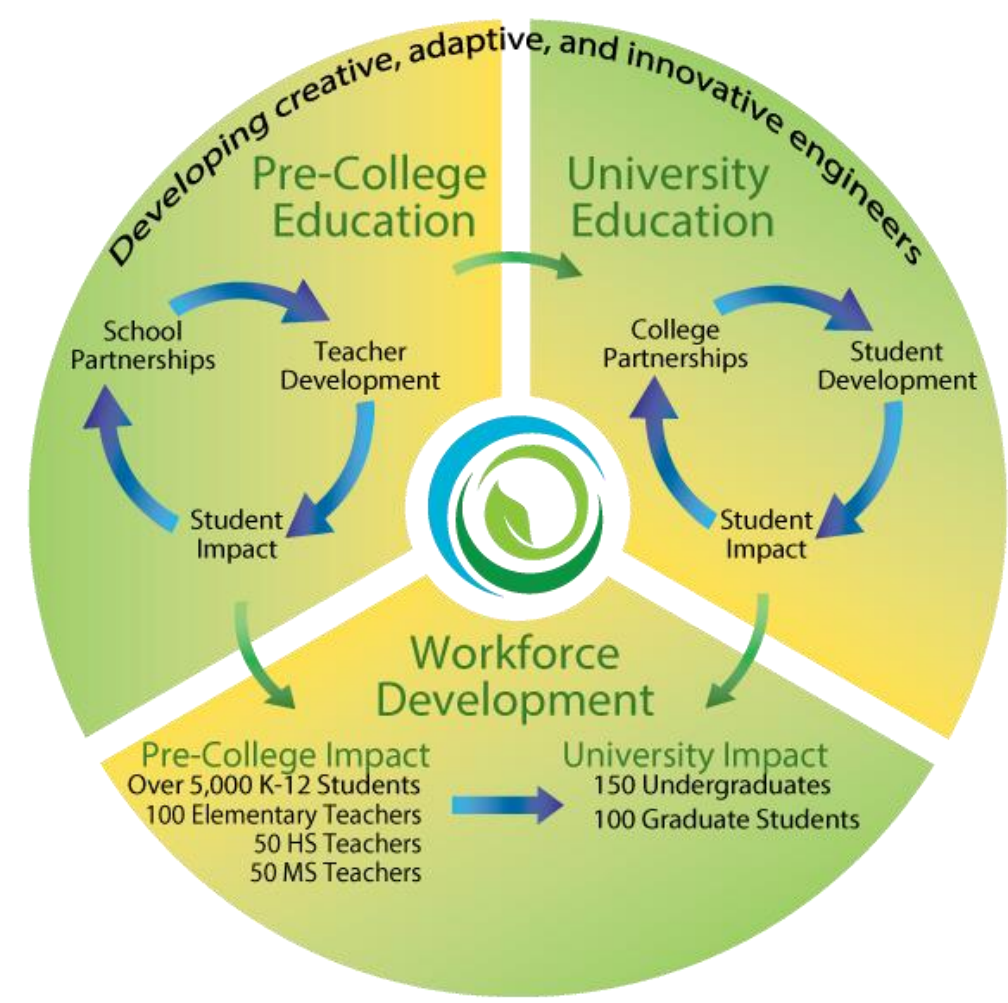 Developing creative, adaptive, and innovative engineers
Pre-College
Education
School
Partnerships
Teacher
Development
Student
Impact
University
Education
College
Partnerships
Student
Development
Student
Impact
Workforce
Development
Pre-College Impact
Over 5,000 K-12 Students
100 Elementary Teachers
50 HS Teachers
50 MS Teachers
University Impact
150 Undergraduates
100 Graduate Students